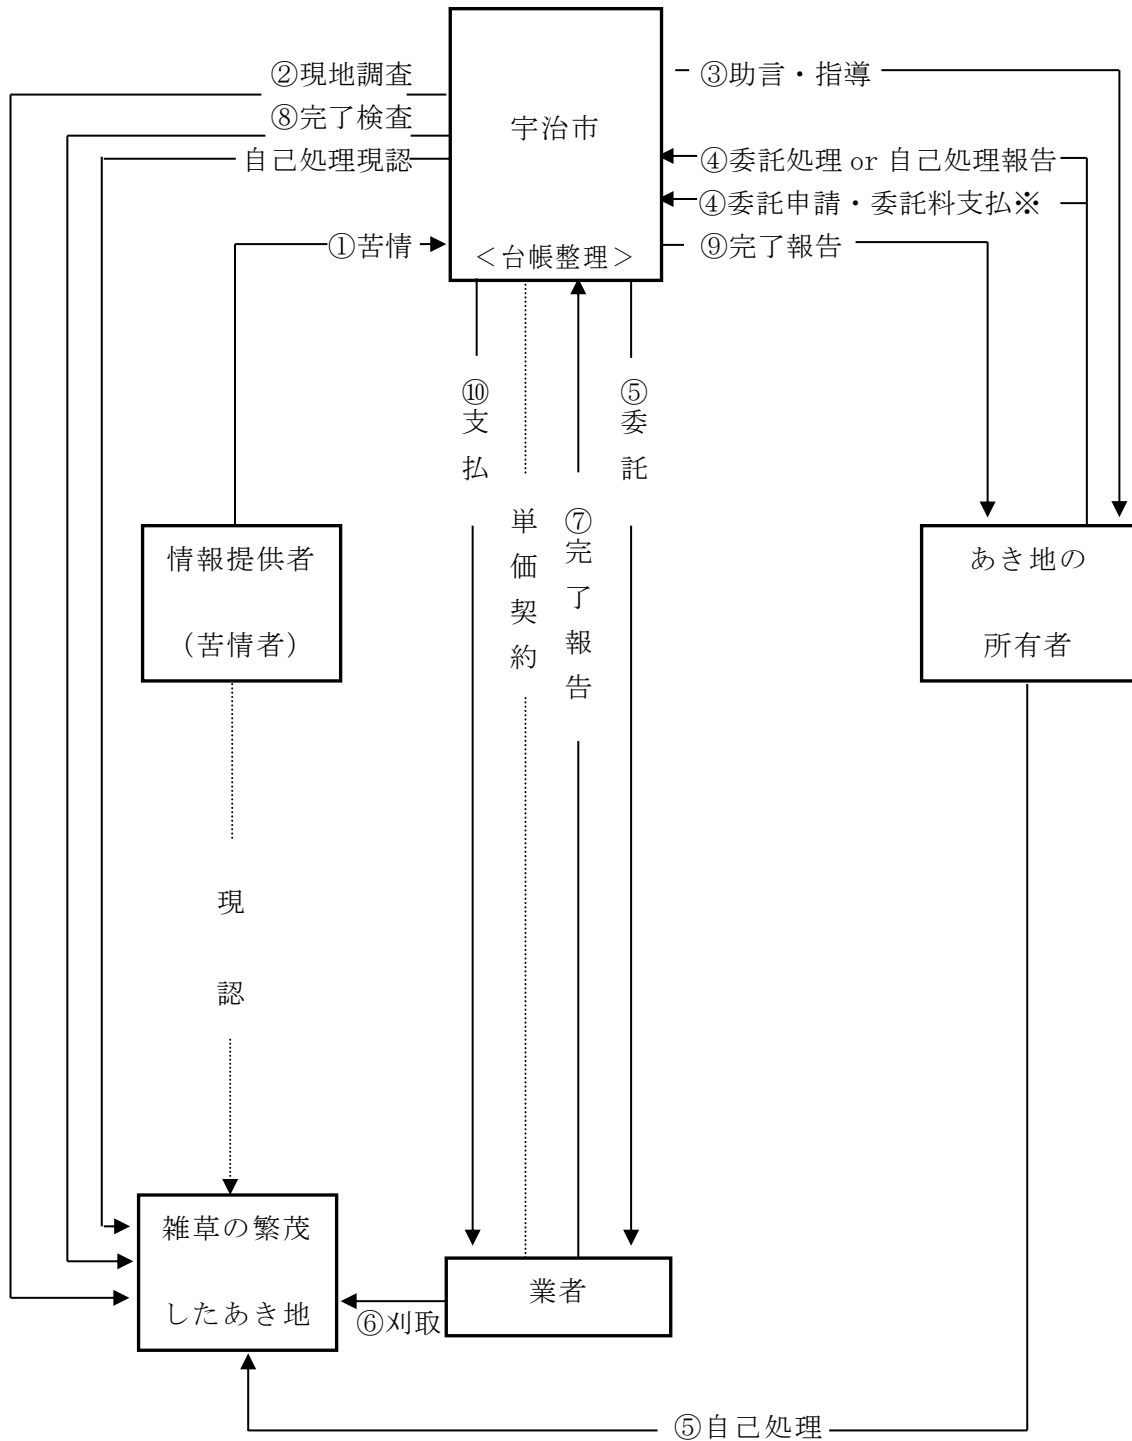 ②現地調査
⑧完了検査
自己処理現認
①苦情
宇治市
＜台帳整理＞
③助言・指導
④委託処理 or 自己処理報告
④委託申請・委託料支払※
⑨完了報告
⑩支払
単価契約
⑦完了報告
⑤委託
情報提供者
（苦情者）
あき地の
所有者
現認
雑草の繁茂
したあき地
業者
⑥刈取
⑤自己処理